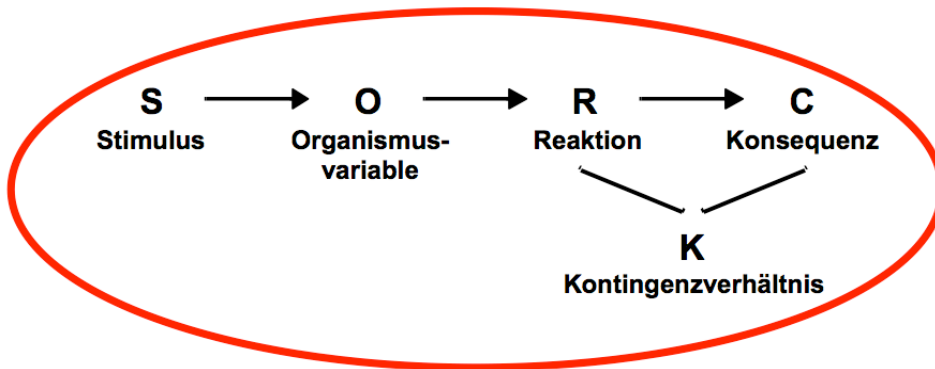 S O R C
Stimulus Organismus- Reaktion Konsequenz
variable
K
Kontingenzverhältnis